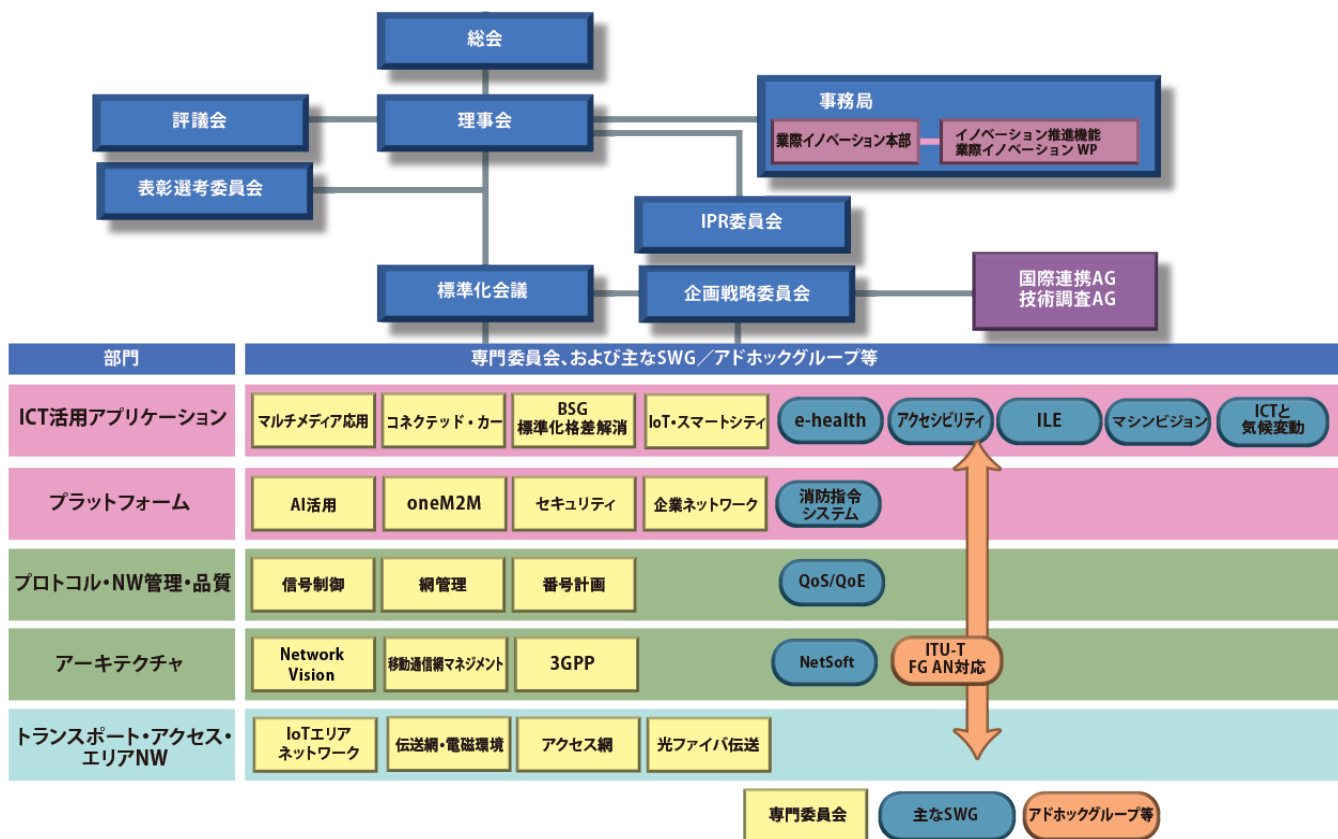 総会
評議会
理事会
事務局
業際イノベーション本部
イノベーション推進機能
業際イノベーション WP
表彰選考委員会
IPR委員会
標準化会議
企画戦略委員会
国際連携AG
技術調査AG
部門
専門委員会、および主なSWG／アドホックグループ等
ICT活用アプリケーション
マルチメディア応用
コネクテッド・カー
BSG
標準化格差解消
IoT・スマートシティ
e-health
アクセシビリティ
ILE
マシンビジョン
ICTと
気候変動
プラットフォーム
AI活用
oneM2M
セキュリティ
企業ネットワーク
消防指令
システム
プロトコル・NW管理・品質
信号制御
網管理
番号計画
QoS/QoE
アーキテクチャ
Network
Vision
移動通信網マネジメント
3GPP
NetSoft
ITU-T
FG AN対応
トランスポート・アクセス・
エリアNW
IoTエリア
ネットワーク
伝送網・電磁環境
アクセス網
光ファイバ伝送
専門委員会
主なSWG
アドホックグループ等